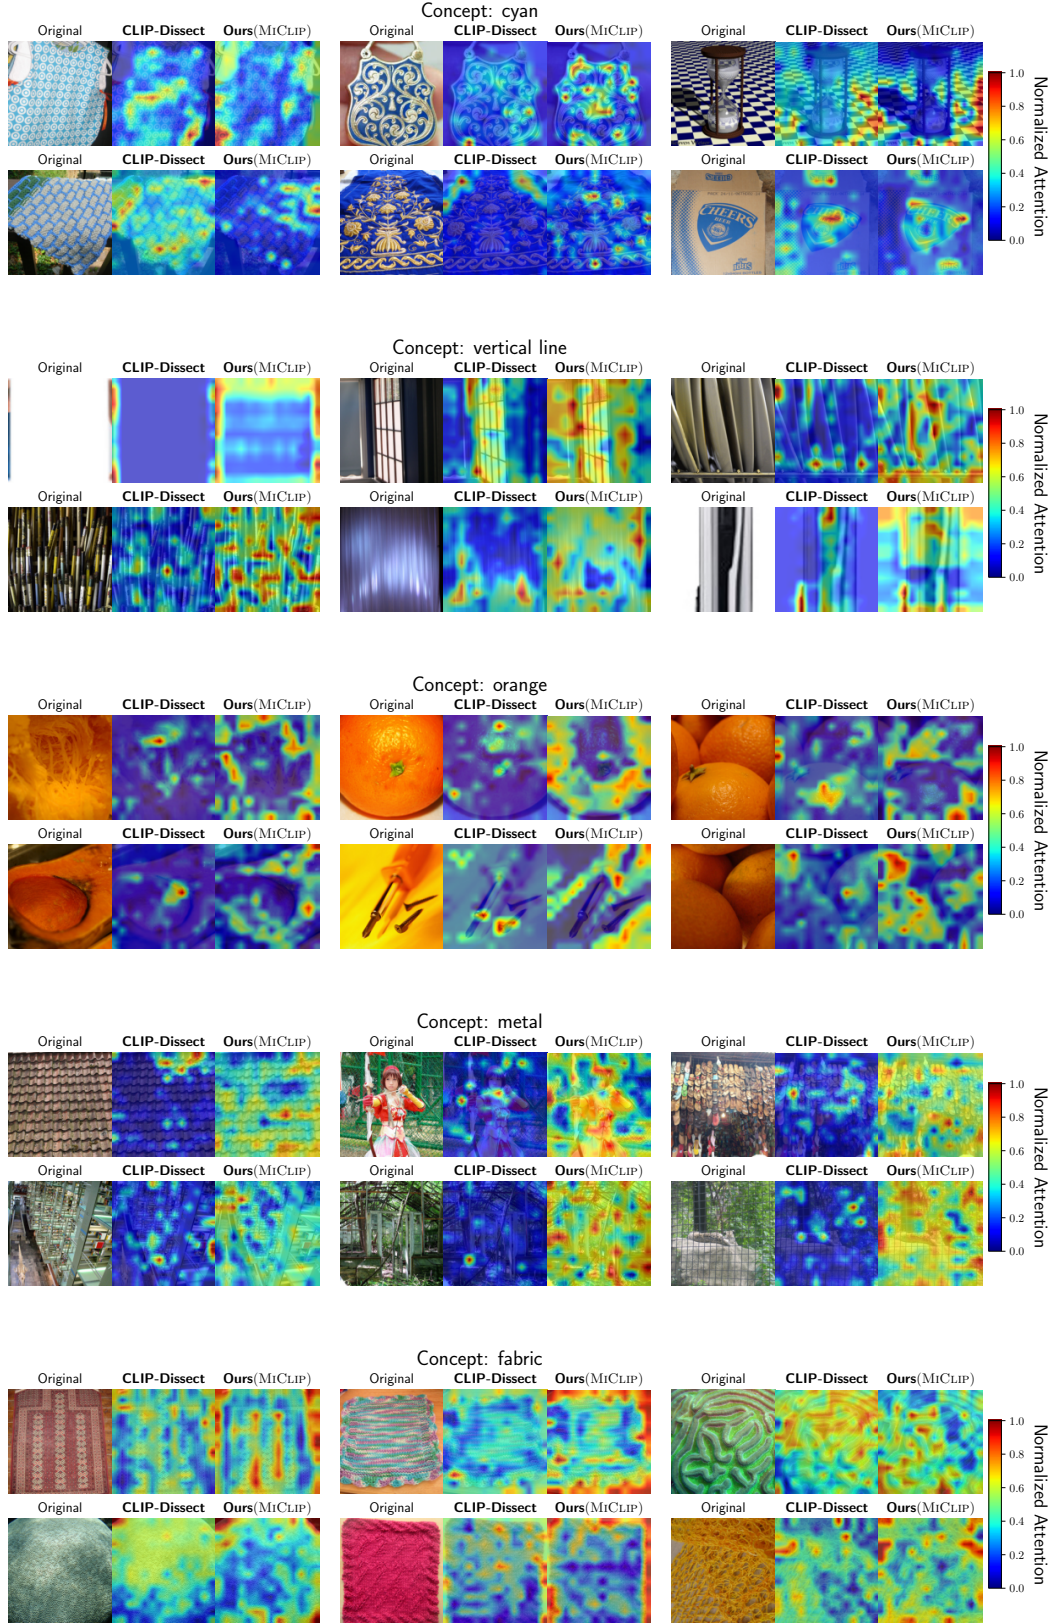 Concept: cyan
Original CLIP-Dissect Ours(MICLIP) Original CLIP-Dissect Ours(MICLIP) Original CLIP-Dissect Ours(MICLIP)
1.0
0.8
0.6
0.4
0.2
0.0
Normalized Attention
Original CLIP-Dissect Ours(MICLIP) Original CLIP-Dissect Ours(MICLIP) Original CLIP-Dissect Ours(MICLIP)
CHEERS
Concept: vertical line
Original CLIP-Dissect Ours(MICLIP) Original CLIP-Dissect Ours(MICLIP) Original CLIP-Dissect Ours(MICLIP)
1.0
0.8
0.6
0.4
0.2
0.0
Normalized Attention
Original CLIP-Dissect Ours(MICLIP) Original CLIP-Dissect Ours(MICLIP) Original CLIP-Dissect Ours(MICLIP)
Concept: orange
Original CLIP-Dissect Ours(MICLIP) Original CLIP-Dissect Ours(MICLIP) Original CLIP-Dissect Ours(MICLIP)
1.0
0.8
0.6
0.4
0.2
0.0
Normalized Attention
Original CLIP-Dissect Ours(MICLIP) Original CLIP-Dissect Ours(MICLIP) Original CLIP-Dissect Ours(MICLIP)
Concept: metal
Original CLIP-Dissect Ours(MICLIP) Original CLIP-Dissect Ours(MICLIP) Original CLIP-Dissect Ours(MICLIP)
1.0
0.8
0.6
0.4
0.2
0.0
Normalized Attention
Original CLIP-Dissect Ours(MICLIP) Original CLIP-Dissect Ours(MICLIP) Original CLIP-Dissect Ours(MICLIP)
Concept: fabric
Original CLIP-Dissect Ours(MICLIP) Original CLIP-Dissect Ours(MICLIP) Original CLIP-Dissect Ours(MICLIP)
1.0
0.8
0.6
0.4
0.2
0.0
Normalized Attention
Original CLIP-Dissect Ours(MICLIP) Original CLIP-Dissect Ours(MICLIP) Original CLIP-Dissect Ours(MICLIP)